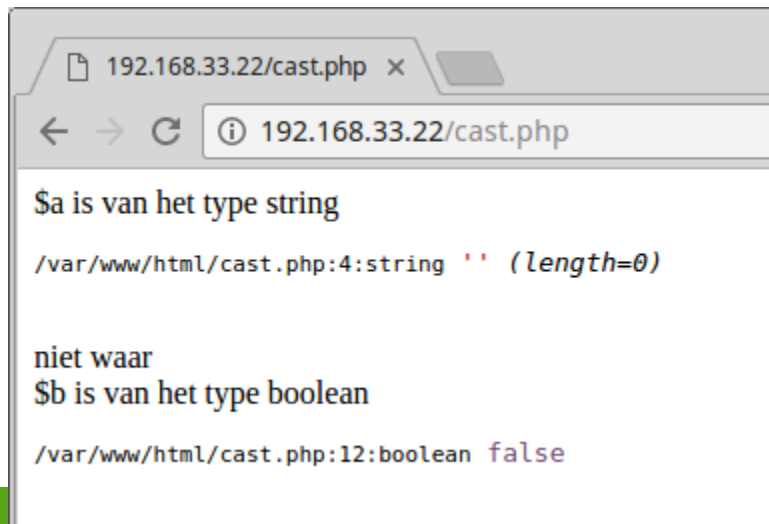 192.168.33.22/cast.php ×
192.168.33.22/cast.php
$a is van het type string
/var/www/html/cast.php:4:string '' (length=0)
niet waar
$b is van het type boolean
/var/www/html/cast.php:12:boolean false